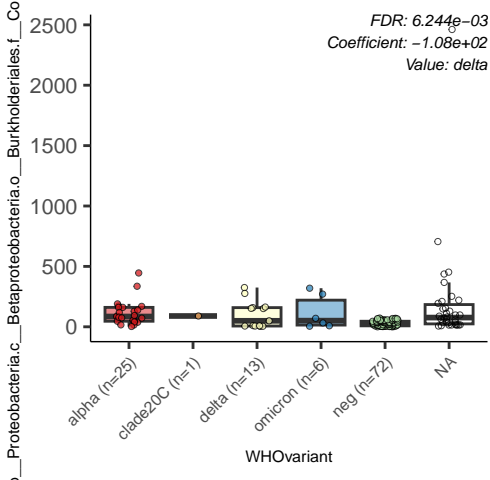 FDR: 6.244e−03
Coefficient: −1.08e+02
Value: delta
2500
2000
1500
1000
500
0
__Proteobacteria.c__Betaproteobacteria.o__Burkholderiales.f__Co
alpha (n=25)
clade20C (n=1)
delta (n=13)
omicron (n=6)
neg (n=72)
NA
WHOvariant